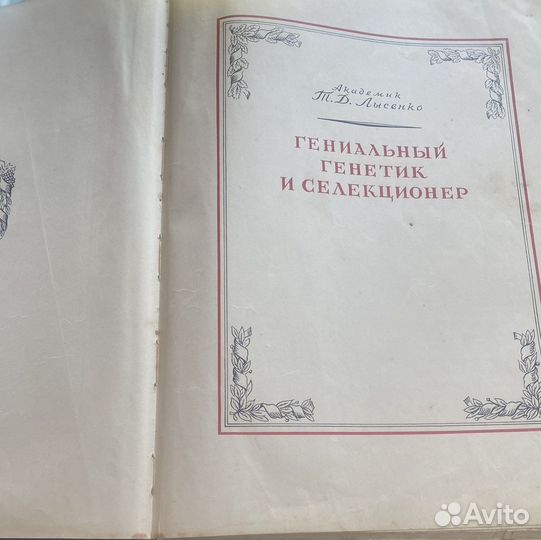 Академик
Т.Д. Лысенко
ГЕНИАЛЬНЫЙ
ГЕНЕТИК
И СЕЛЕКЦИОНЕР
Avito